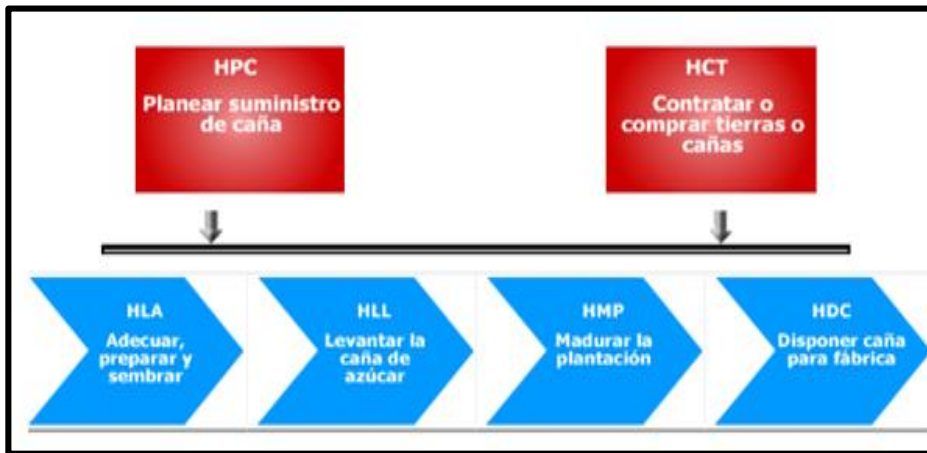 HPC
Planear suministro
de caña
HCT
Contratar o
comprar tierras o
cañas
HLA
Adecuar,
preparar y
sembrar
HLL
Levantar la
caña de
azúcar
HMP
Madurar la
plantación
HDC
Disponer caña
para fábrica